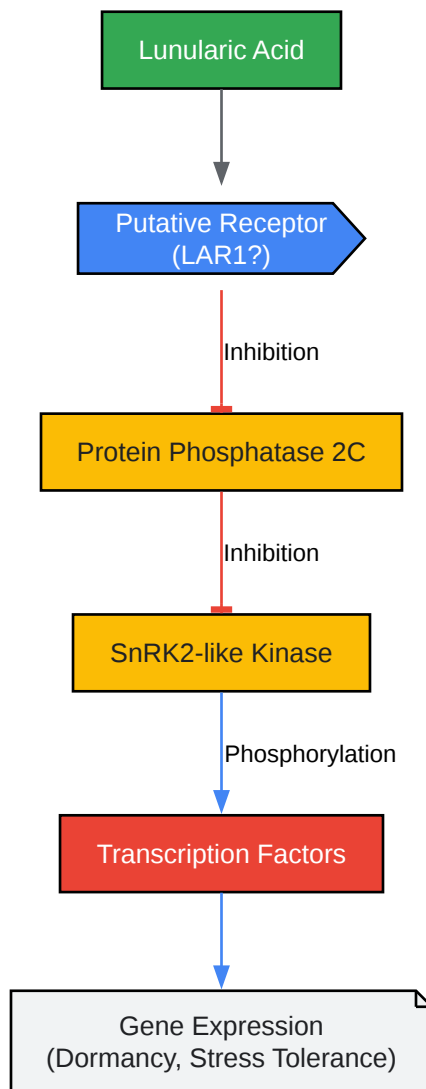 Lunularic Acid
Putative Receptor
(LAR1?)
Inhibition
Protein Phosphatase 2C
Inhibition
SnRK2-like Kinase
Phosphorylation
Transcription Factors
Gene Expression
(Dormancy, Stress Tolerance)